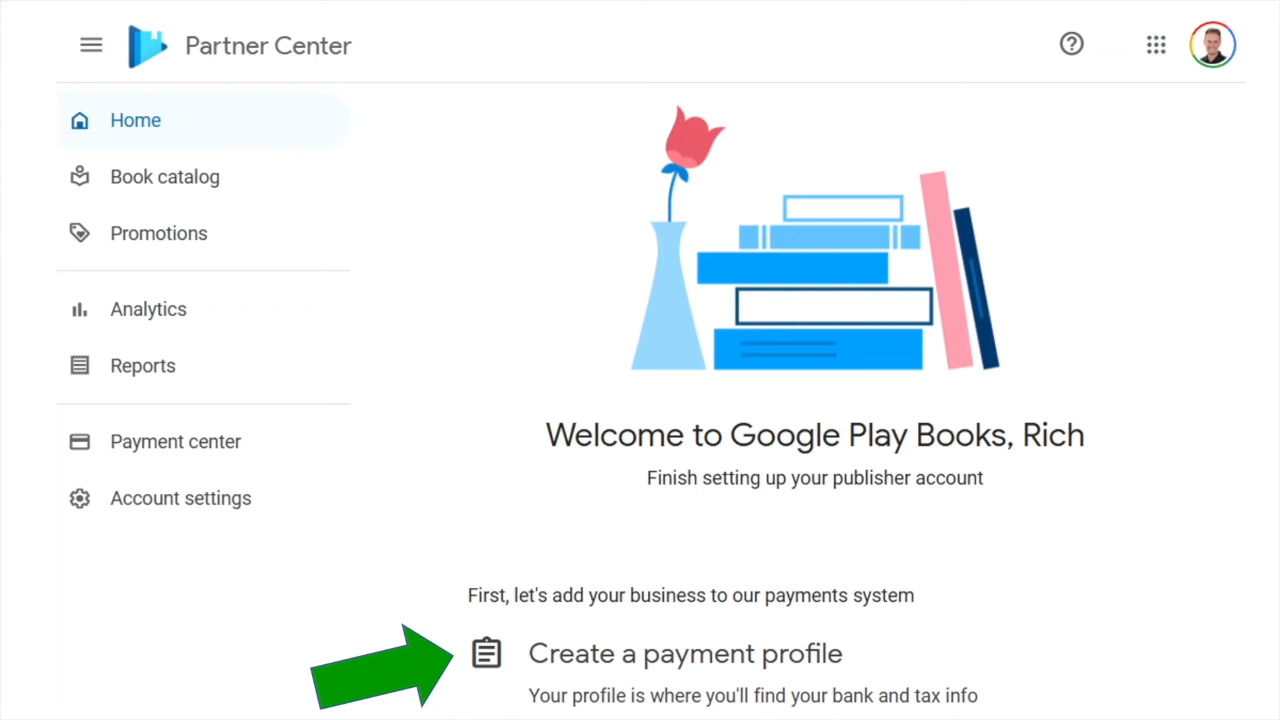 Partner Center
Home
Book catalog
Promotions
Analytics
Reports
Payment center
Account settings
Welcome to Google Play Books, Rich
Finish setting up your publisher account
First, let's add your business to our payments system
Create a payment profile
Your profile is where you'll find your bank and tax info